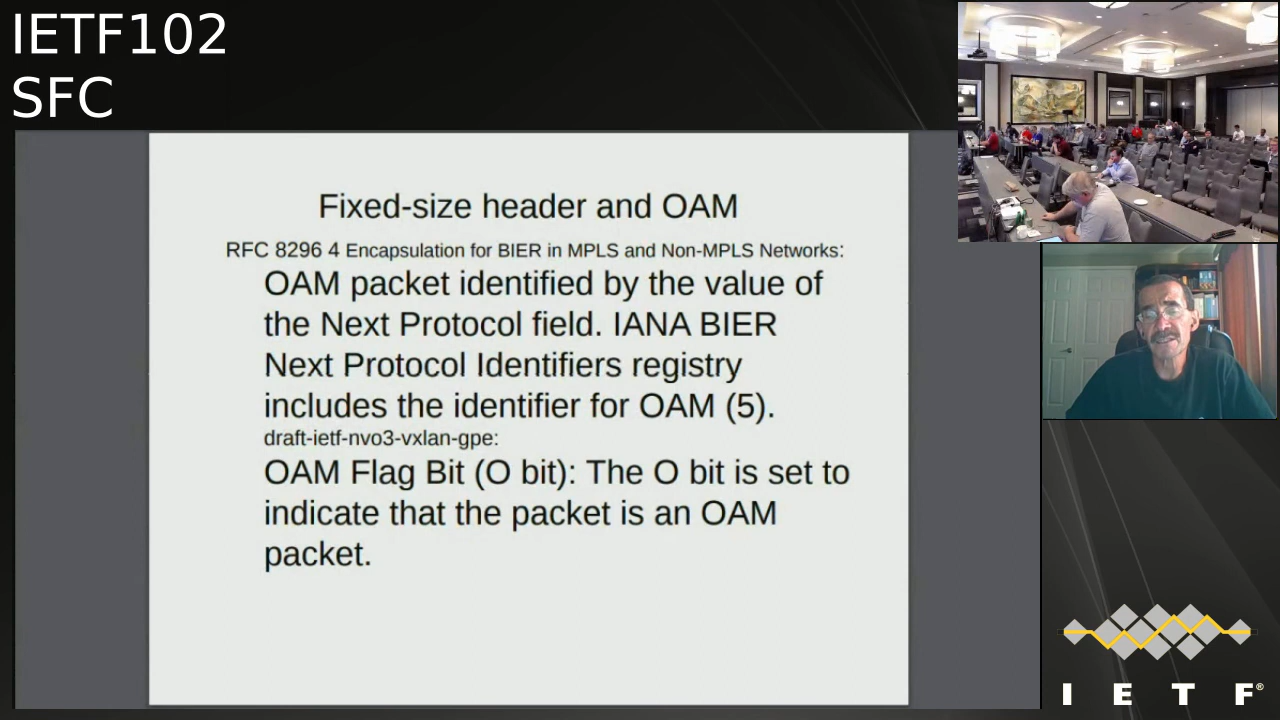 IETF102
SFC
Fixed-size header and OAM
RFC 8296 4 Encapsulation for BIER in MPLS and Non-MPLS Networks:
OAM packet identified by the value of
the Next Protocol field. IANA BIER
Next Protocol Identifiers registry
includes the identifier for OAM (5).
draft-ietf-nvo3-vxlan-gpe:
OAM Flag Bit (O bit): The O bit is set to
indicate that the packet is an OAM
packet.
I E T F®